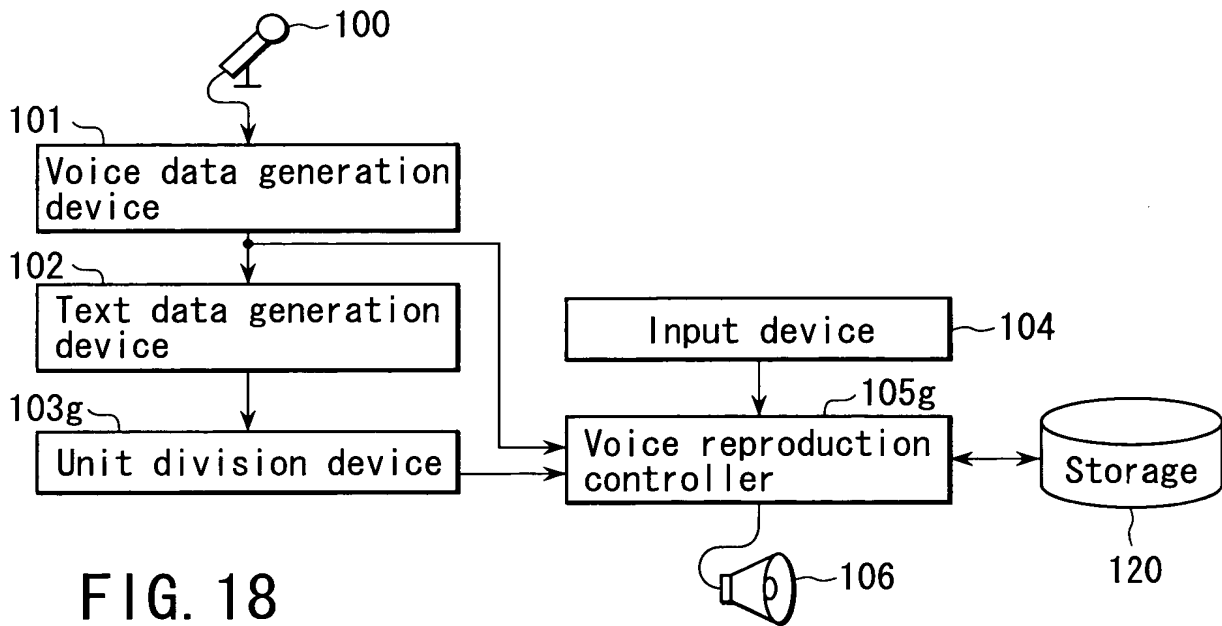 100
101
Voice data generation
device
102
Text data generation
device
Input device
104
103g
Unit division device
105g
Voice reproduction
controller
Storage
120
106
FIG. 18